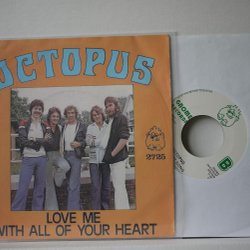 OCTOPUS
2725
LOVE ME
WITH ALL OF YOUR HEART
B